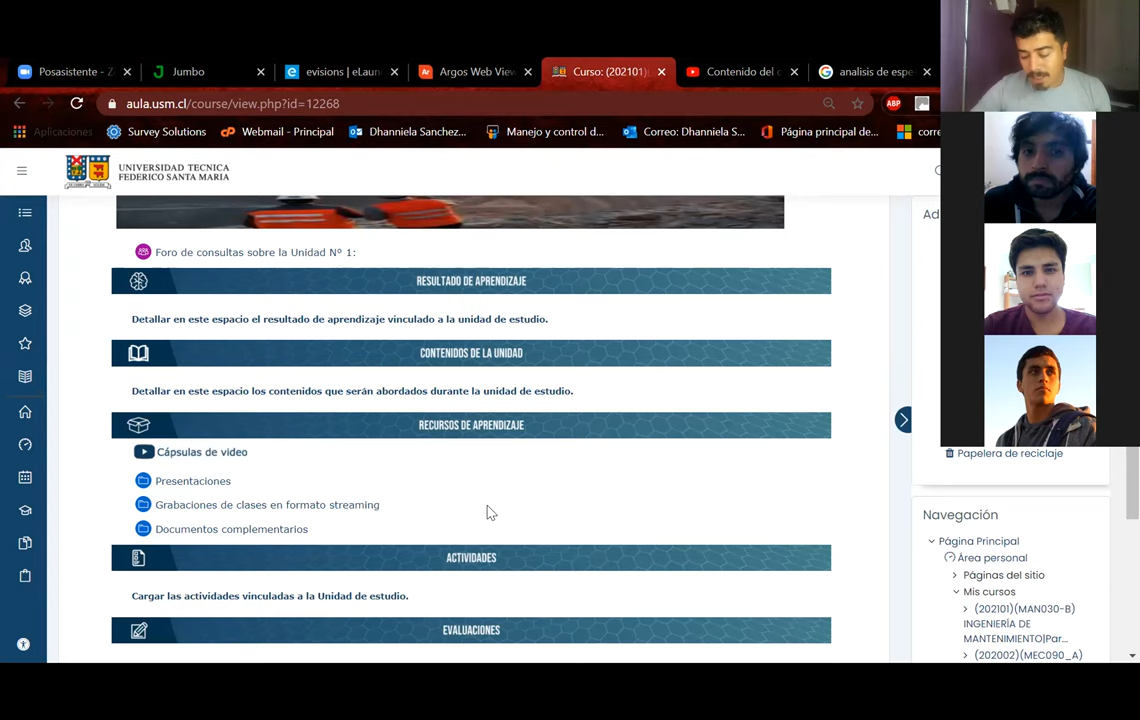 Posasistente - Z
Jumbo
evisions | eLaun
Argos Web View
Curso: (202101)
Contenido del c
analisis de espe
aula.usm.cl/course/view.php?id=12268
ABP
Aplicaciones
Survey Solutions
Webmail - Principal
Dhanniela Sanchez...
Manejo y control d...
Correo: Dhanniela S...
Página principal de...
corre
UNIVERSIDAD TECNICA
FEDERICO SANTA MARIA
Ad
Foro de consultas sobre la Unidad Nº 1:
RESULTADO DE APRENDIZAJE
Detallar en este espacio el resultado de aprendizaje vinculado a la unidad de estudio.
CONTENIDOS DE LA UNIDAD
Detallar en este espacio los contenidos que serán abordados durante la unidad de estudio.
RECURSOS DE APRENDIZAJE
Cápsulas de video
Presentaciones
Grabaciones de clases en formato streaming
Documentos complementarios
ACTIVIDADES
Cargar las actividades vinculadas a la Unidad de estudio.
EVALUACIONES
Papelera de reciclaje
Navegación
Página Principal
Área personal
Páginas del sitio
Mis cursos
(202101)(MAN030-B)
INGENIERÍA DE
MANTENIMIENTO|Par...
(202002)(MEC090_A)